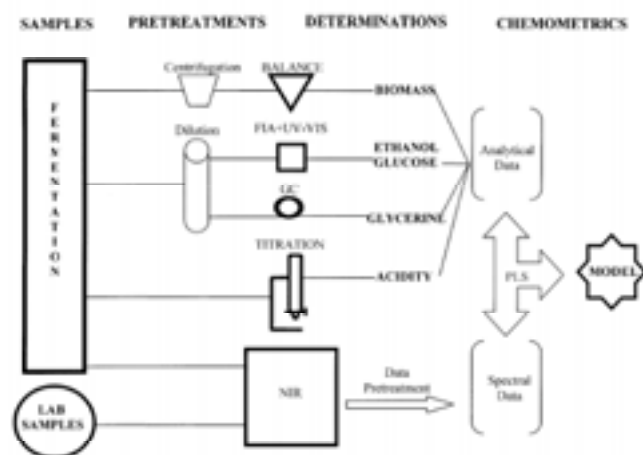 SAMPLES PRETREATMENTS DETERMINATIONS CHEMOMETRICS
FERMENTATION
Centrifugation BALANCE
BIOMASS
Dilution FIA+UV-VIS
ETHANOL
GLUCOSE
Analytical
Data
GC
GLYCERINE
TITRATION
ACIDITY
PLS MODEL
LAB
SAMPLES
NIR
Data
Pretreatment
Spectral
Data